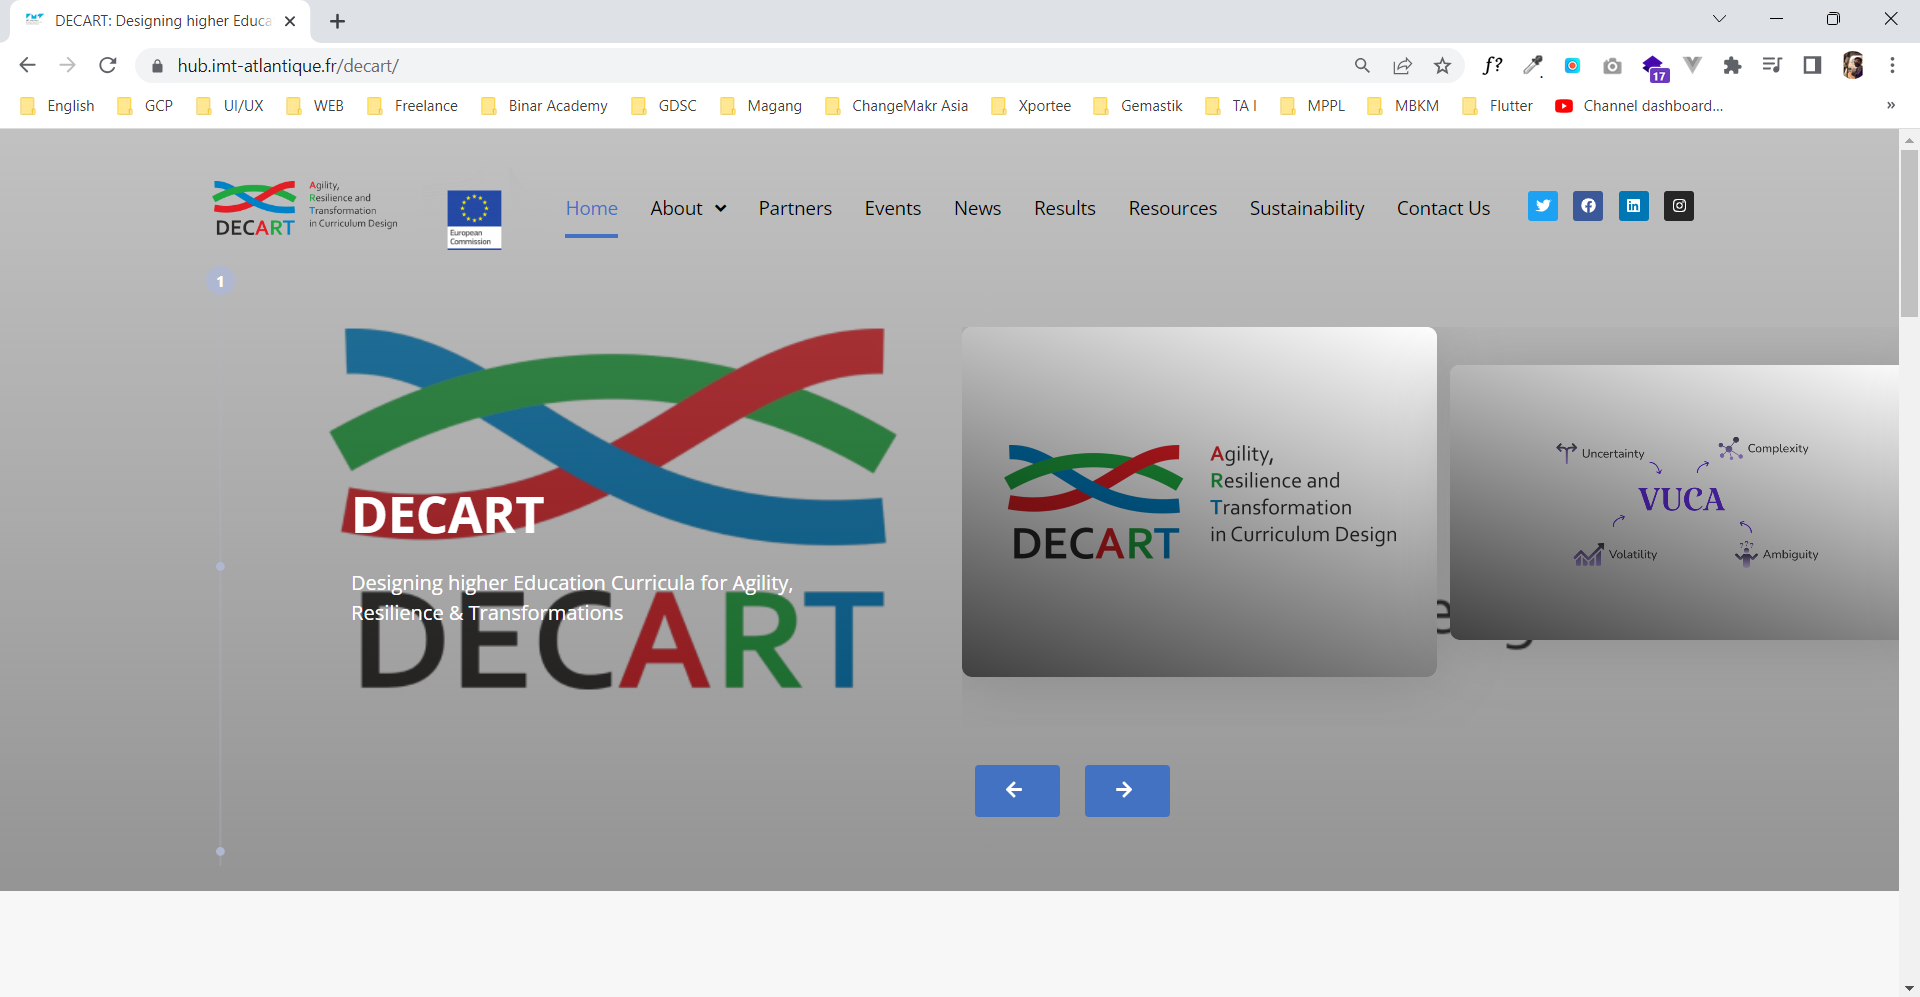 DECART: Designing higher Educa
hub.imt-atlantique.fr/decart/
f?
17
English GCP UI/UX WEB Freelance Binar Academy GDSC Magang ChangeMakr Asia Xportee Gemastik TA I MPPL MBKM Flutter Channel dashboard... »
DECART
Agility,
Resilience and
Transformation
in Curriculum Design
European
Commission
Home About Partners Events News Results Resources Sustainability Contact Us
1
DECART
Designing higher Education Curricula for Agility,
Resilience & Transformations
DECART
DECART
Agility,
Resilience and
Transformation
in Curriculum Design
Uncertainty
Complexity
VUCA
Volatility
Ambiguity